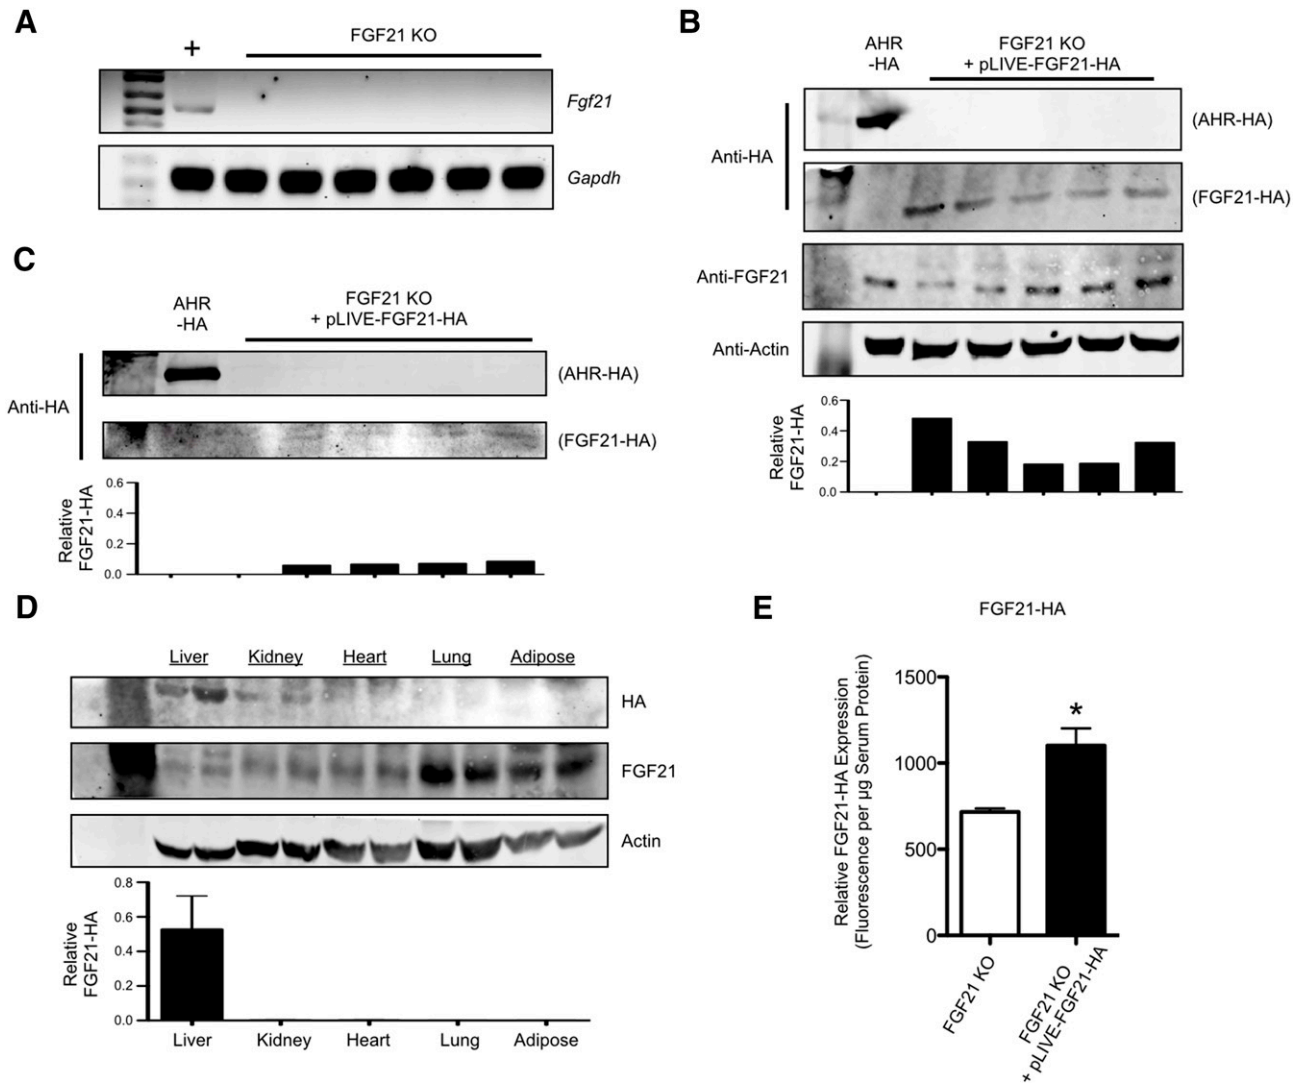 A
+
FGF21 KO
Fgf21
Gapdh
B
AHR
-HA
FGF21 KO
+ pLIVE-FGF21-HA
Anti-HA
(AHR-HA)
(FGF21-HA)
Anti-FGF21
Anti-Actin
Relative
FGF21-HA
0.6
0.4
0.2
0.0
C
AHR
-HA
FGF21 KO
+ pLIVE-FGF21-HA
Anti-HA
(AHR-HA)
(FGF21-HA)
Relative
FGF21-HA
0.6
0.4
0.2
0.0
D
Liver
Kidney
Heart
Lung
Adipose
HA
FGF21
Actin
Relative
FGF21-HA
0.8
0.6
0.4
0.2
0.0
Liver
Kidney
Heart
Lung
Adipose
E
FGF21-HA
Relative FGF21-HA Expression
(Fluorescence per µg Serum Protein)
1500
1000
500
0
*
FGF21 KO
FGF21 KO
+ pLIVE-FGF21-HA